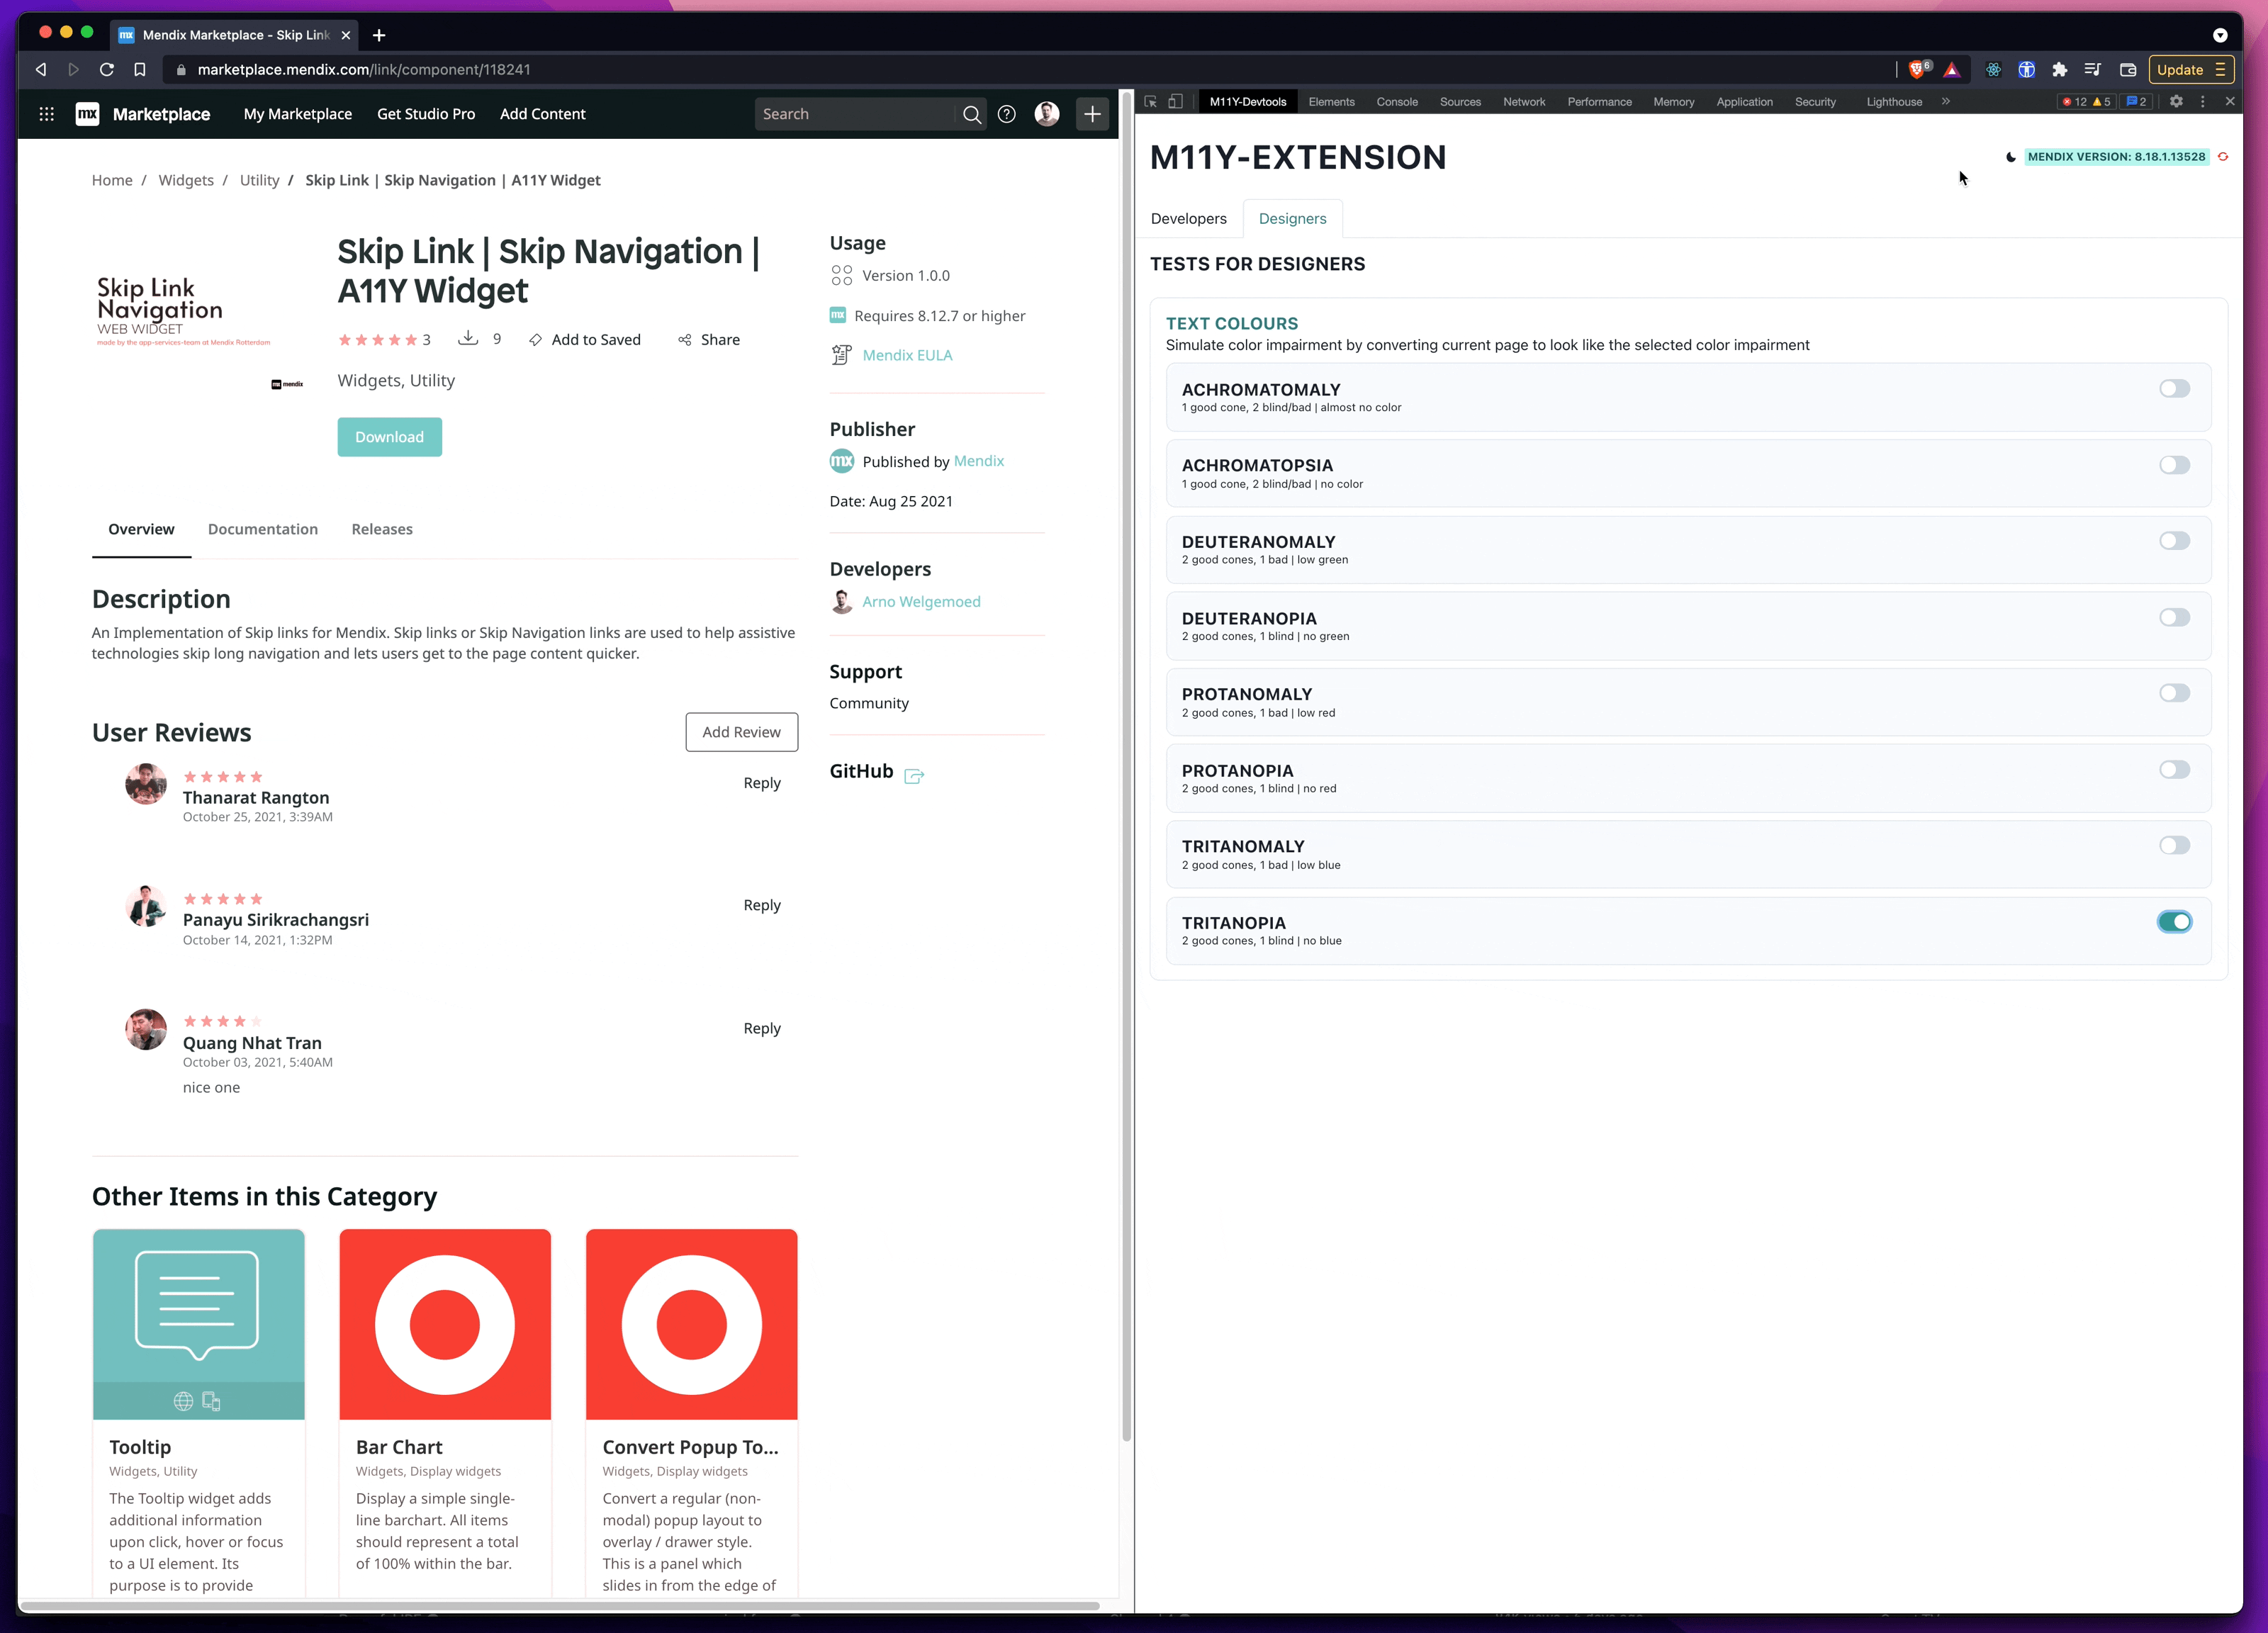 mx Mendix Marketplace - Skip Link
marketplace.mendix.com/link/component/118241
6
Update
mx Marketplace My Marketplace Get Studio Pro Add Content Search
Home / Widgets / Utility / Skip Link | Skip Navigation | A11Y Widget
Skip Link
Navigation
WEB WIDGET
made by the app-services-team at Mendix Rotterdam
mx mendix
Skip Link | Skip Navigation |
A11Y Widget
3 9 Add to Saved Share
Widgets, Utility
Download
Usage
Version 1.0.0
mx Requires 8.12.7 or higher
Mendix EULA
Publisher
mx Published by Mendix
Date: Aug 25 2021
Developers
Arno Welgemoed
Support
Community
GitHub
Overview Documentation Releases
Description
An Implementation of Skip links for Mendix. Skip links or Skip Navigation links are used to help assistive
technologies skip long navigation and lets users get to the page content quicker.
User Reviews
Add Review
Thanarat Rangton
October 25, 2021, 3:39AM
Reply
Panayu Sirikrachangsri
October 14, 2021, 1:32PM
Reply
Quang Nhat Tran
October 03, 2021, 5:40AM
nice one
Reply
Other Items in this Category
Tooltip
Widgets, Utility
The Tooltip widget adds
additional information
upon click, hover or focus
to a UI element. Its
purpose is to provide
Bar Chart
Widgets, Display widgets
Display a simple single-
line barchart. All items
should represent a total
of 100% within the bar.
Convert Popup To...
Widgets, Display widgets
Convert a regular (non-
modal) popup layout to
overlay / drawer style.
This is a panel which
slides in from the edge of
M11Y-Devtools Elements Console Sources Network Performance Memory Application Security Lighthouse » 12 5 2
M11Y-EXTENSION
MENDIX VERSION: 8.18.1.13528
Developers Designers
TESTS FOR DESIGNERS
TEXT COLOURS
Simulate color impairment by converting current page to look like the selected color impairment
ACHROMATOMALY
1 good cone, 2 blind/bad | almost no color
ACHROMATOPSIA
1 good cone, 2 blind/bad | no color
DEUTERANOMALY
2 good cones, 1 bad | low green
DEUTERANOPIA
2 good cones, 1 blind | no green
PROTANOMALY
2 good cones, 1 bad | low red
PROTANOPIA
2 good cones, 1 blind | no red
TRITANOMALY
2 good cones, 1 bad | low blue
TRITANOPIA
2 good cones, 1 blind | no blue